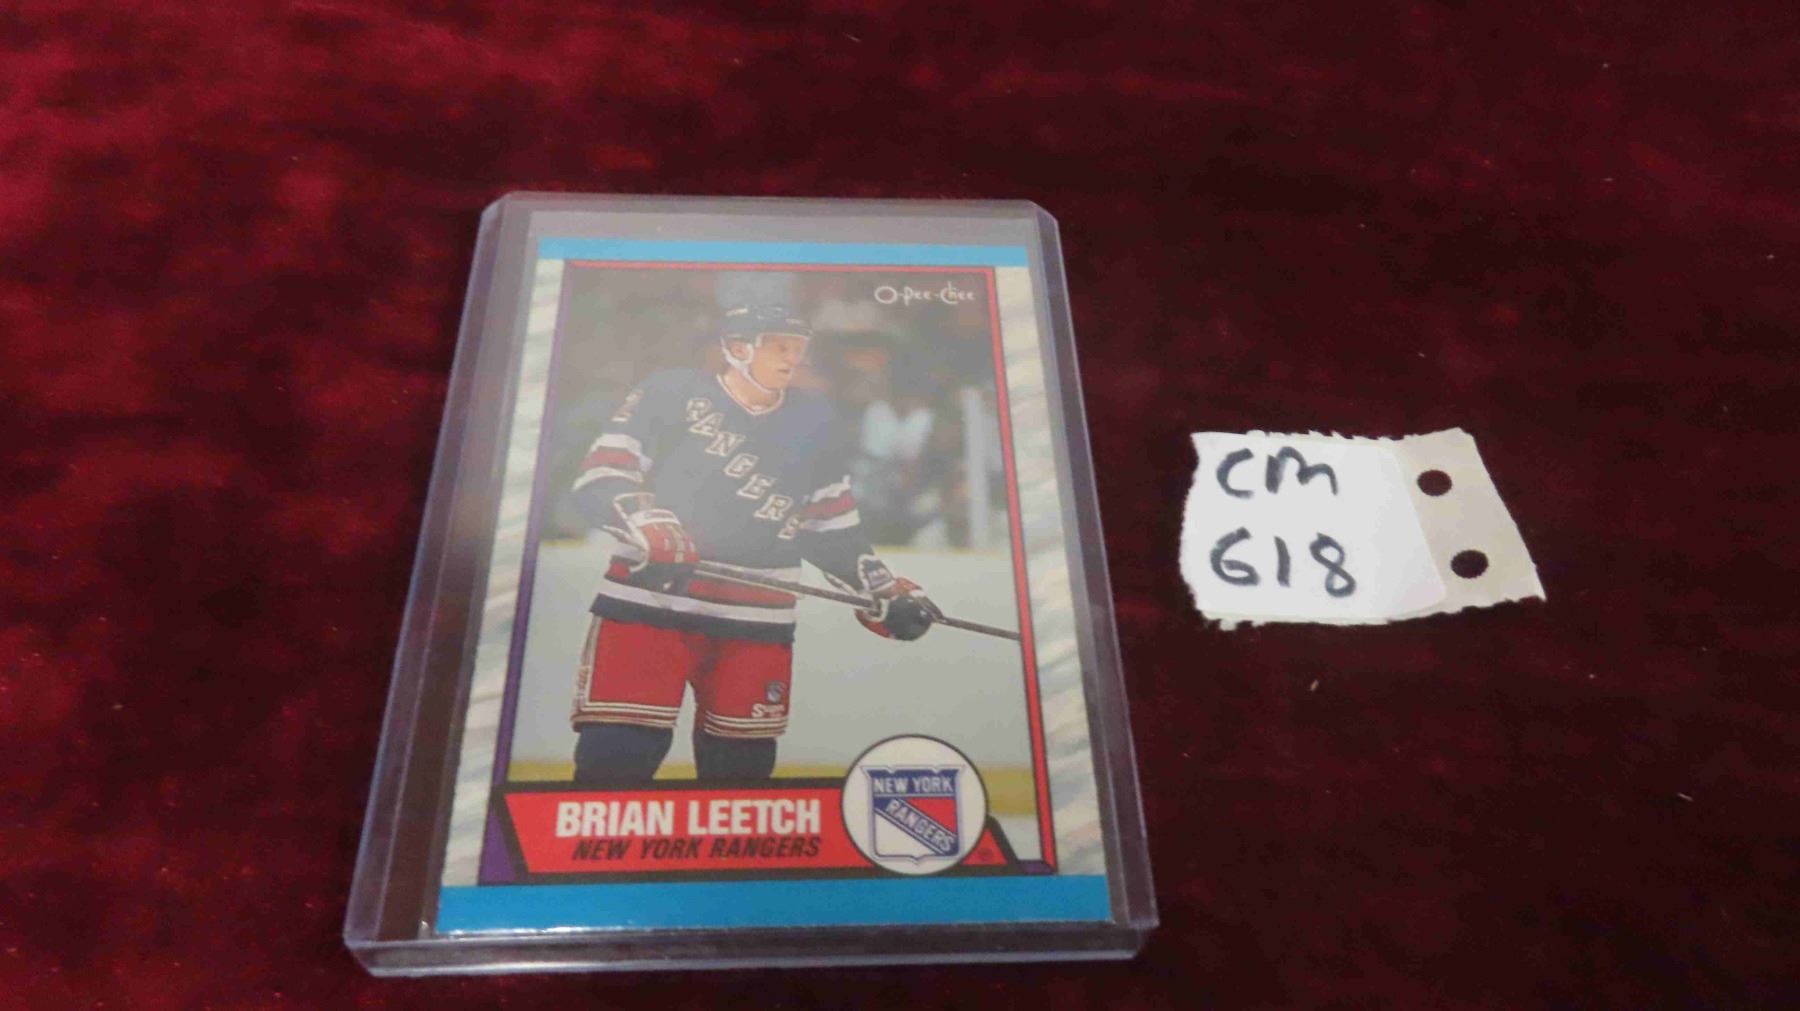 O-Pee-Chee
RANGERS
BRIAN LEETCH
NEW YORK RANGERS
NEW YORK
RANGERS
CM
618